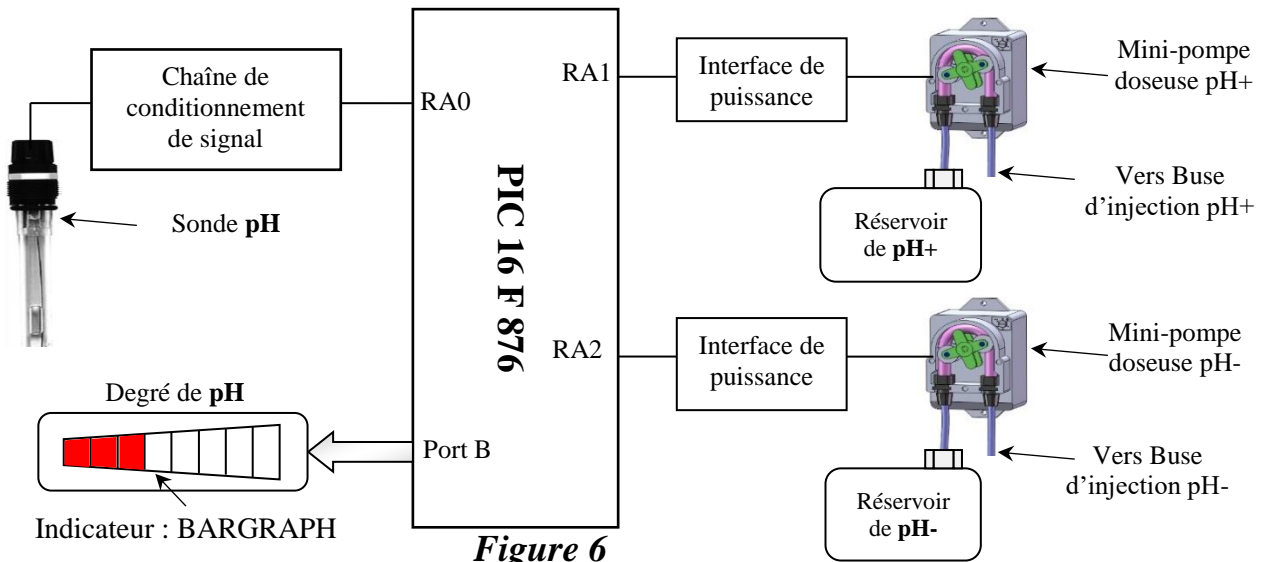 Chaîne de
conditionnement
de signal
Sonde pH
RA0
RA1
PIC 16 F 876
RA2
Port B
Interface de
puissance
Mini-pompe
doseuse pH+
Vers Buse
d’injection pH+
Réservoir
de pH+
Interface de
puissance
Mini-pompe
doseuse pH-
Vers Buse
d’injection pH-
Réservoir
de pH-
Degré de pH
Indicateur : BARGRAPH
Figure 6